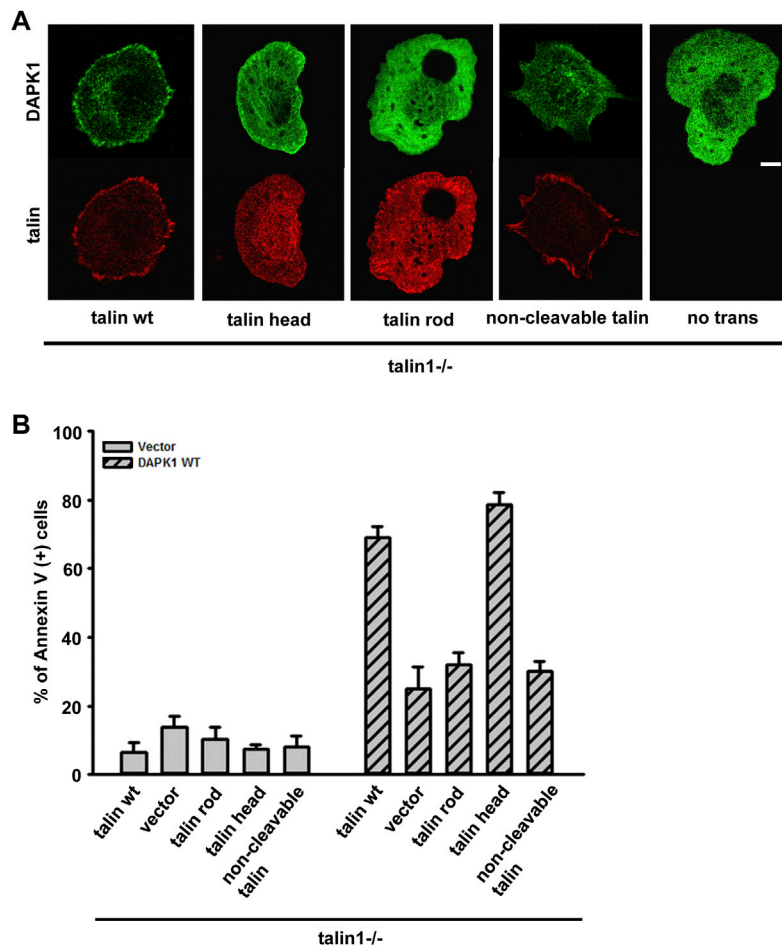 A
DAPK1
talin
talin wt
talin head
talin rod
non-cleavable talin
no trans
talin1-/-
B
% of Annexin V (+) cells
100
80
60
40
20
0
Vector
DAPK1 WT
talin wt
vector
talin rod
talin head
non-cleavable
talin
talin wt
vector
talin rod
talin head
non-cleavable
talin
talin1-/-